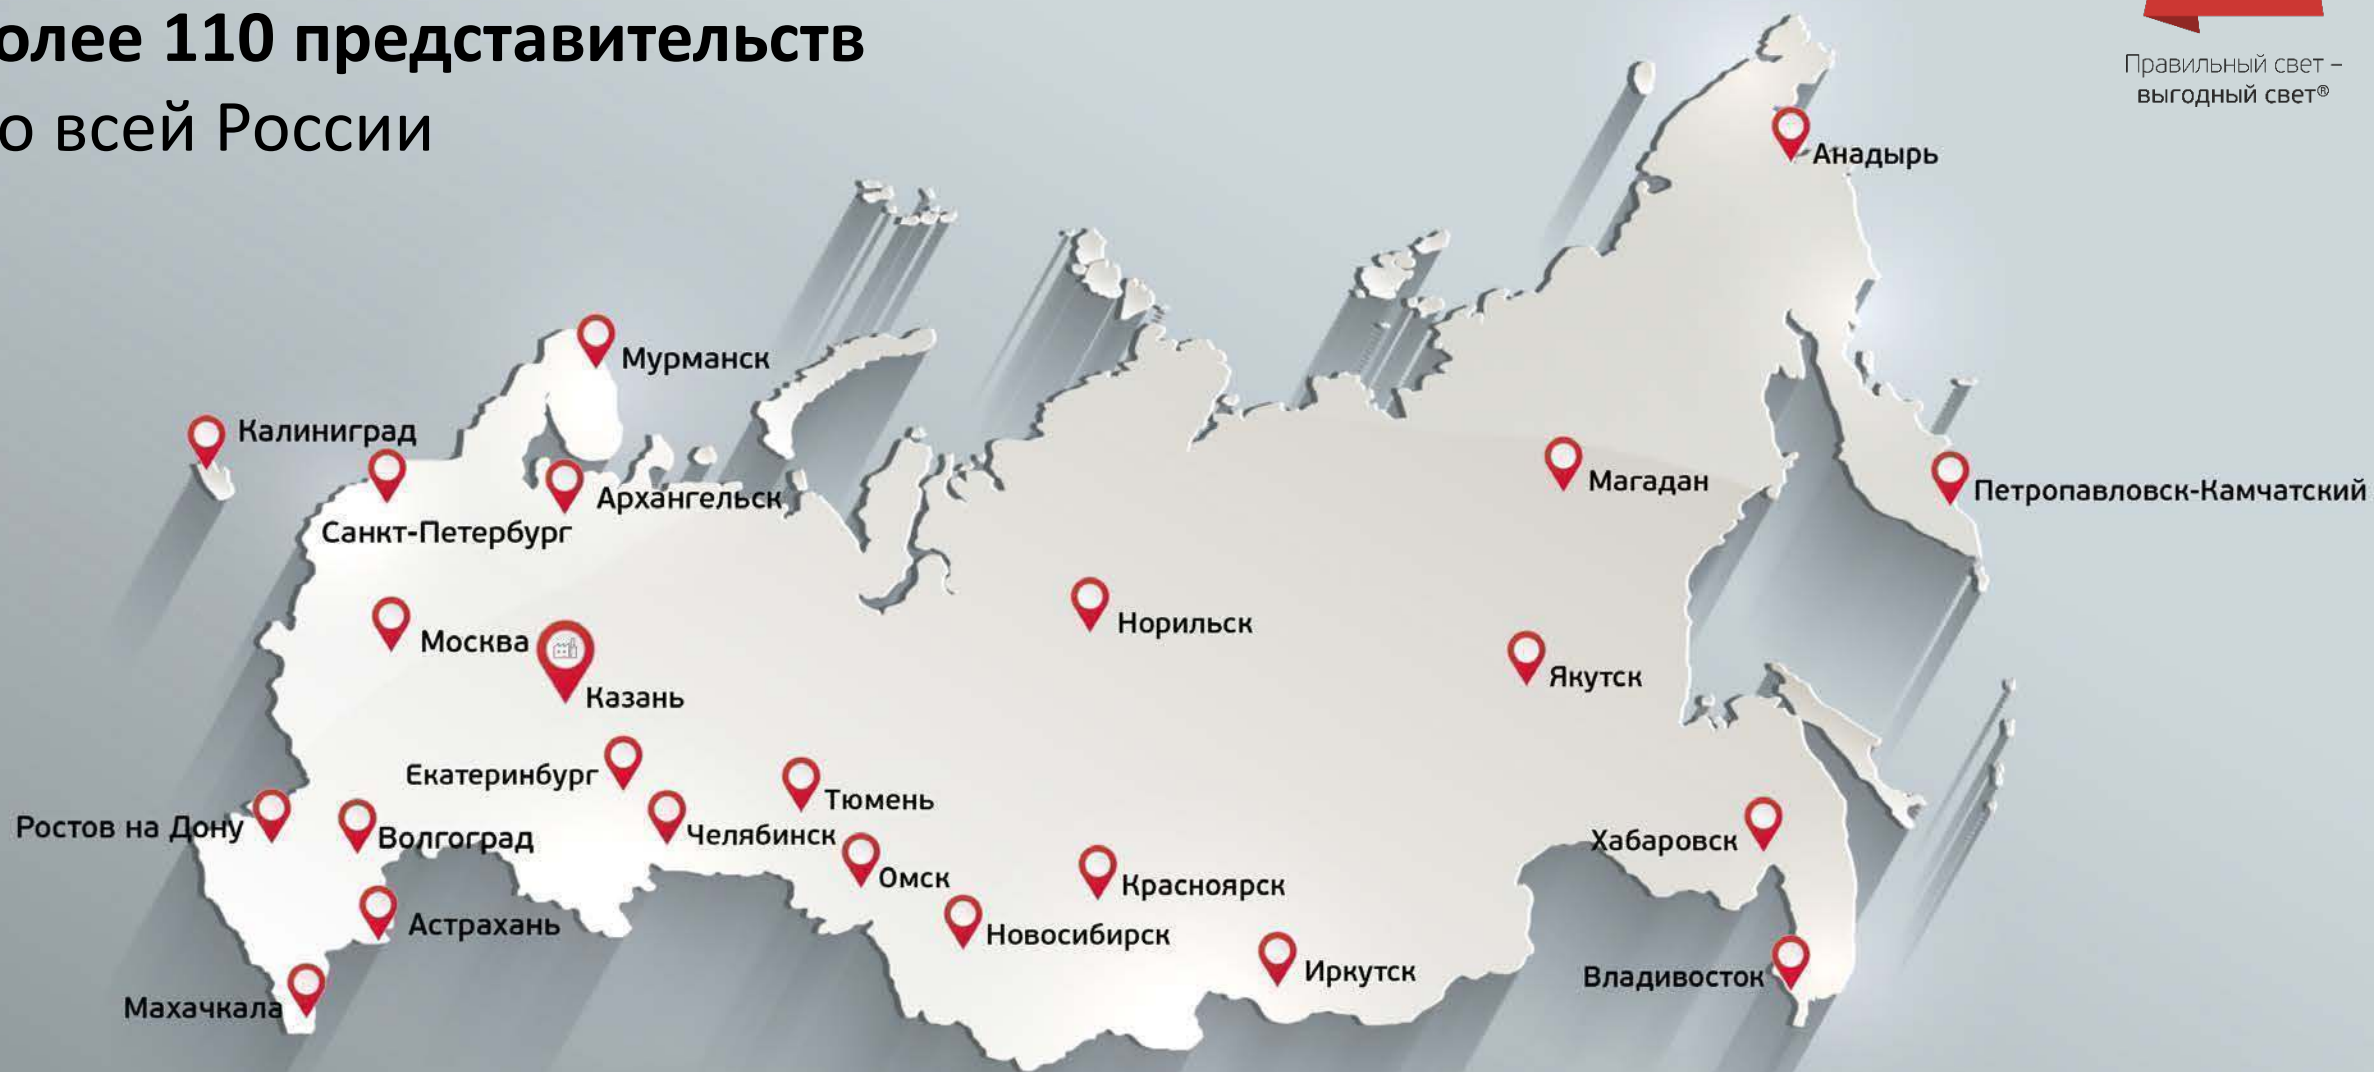 олее 110 представительств
о всей России
Правильный свет –
выгодный свет®
Анадырь
Мурманск
Калининград
Архангельск
Санкт-Петербург
Магадан
Петропавловск-Камчатский
Москва
Норильск
Казань
Якутск
Екатеринбург
Тюмень
Ростов на Дону
Волгоград
Челябинск
Хабаровск
Омск
Красноярск
Астрахань
Новосибирск
Иркутск
Владивосток
Махачкала